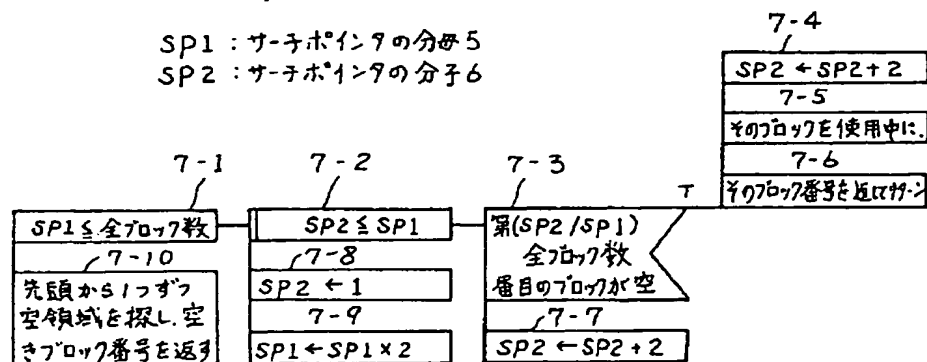 SP1:サーチポインタの分母5
SP2:サーチポインタの分子6
7-4
SP2←SP2+2
7-5
そのブロックを使用中に.
7-6
そのブロック番号を返してリターン
7-1
7-2
7-3
T
SP1≦全ブロック数
SP2≦SP1
第(SP2/SP1)
全ブロック数
番目のブロックが空
7-10
先頭から1つずつ
空領域を探し,空
きブロック番号を返す
7-8
SP2←1
7-9
SP1←SP1×2
7-7
SP2←SP2+2